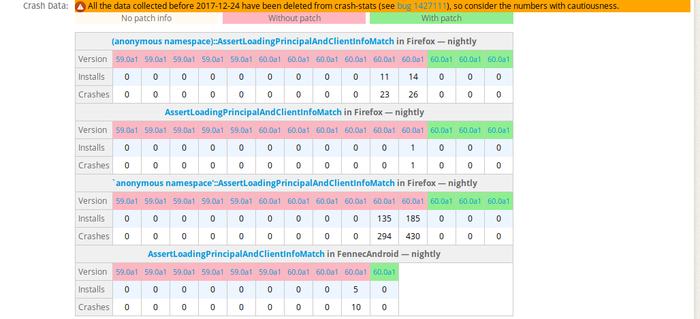 Crash Data:
All the data collected before 2017-12-24 have been deleted from crash-stats (see bug 1427111), so consider the numbers with cautiousness.
No patch info Without patch With patch
(anonymous namespace)::AssertLoadingPrincipalAndClientInfoMatch in Firefox — nightly
Version 59.0a1 59.0a1 59.0a1 59.0a1 59.0a1 60.0a1 60.0a1 60.0a1 60.0a1 60.0a1 60.0a1 60.0a1 60.0a1 60.0a1
Installs 0 0 0 0 0 0 0 0 0 11 14 0 0 0
Crashes 0 0 0 0 0 0 0 0 0 23 26 0 0 0
AssertLoadingPrincipalAndClientInfoMatch in Firefox — nightly
Version 59.0a1 59.0a1 59.0a1 59.0a1 59.0a1 60.0a1 60.0a1 60.0a1 60.0a1 60.0a1 60.0a1 60.0a1 60.0a1 60.0a1
Installs 0 0 0 0 0 0 0 0 0 0 1 0 0 0
Crashes 0 0 0 0 0 0 0 0 0 0 1 0 0 0
`anonymous namespace'::AssertLoadingPrincipalAndClientInfoMatch in Firefox — nightly
Version 59.0a1 59.0a1 59.0a1 59.0a1 59.0a1 60.0a1 60.0a1 60.0a1 60.0a1 60.0a1 60.0a1 60.0a1 60.0a1 60.0a1
Installs 0 0 0 0 0 0 0 0 0 135 185 0 0 0
Crashes 0 0 0 0 0 0 0 0 0 294 430 0 0 0
AssertLoadingPrincipalAndClientInfoMatch in FennecAndroid — nightly
Version 59.0a1 59.0a1 59.0a1 59.0a1 59.0a1 60.0a1 60.0a1 60.0a1 60.0a1 60.0a1
Installs 0 0 0 0 0 0 0 0 5 0
Crashes 0 0 0 0 0 0 0 0 10 0